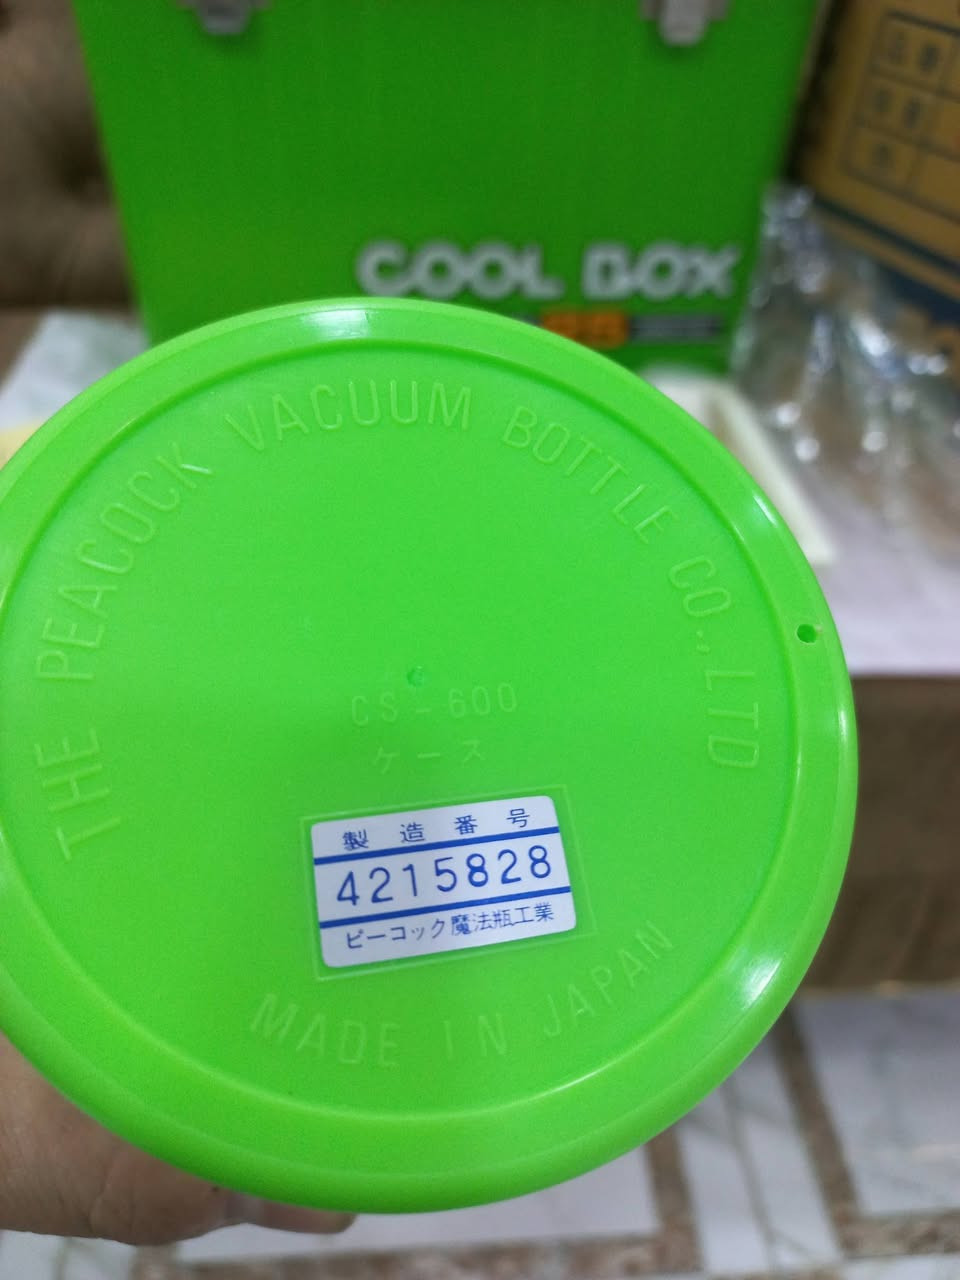 COOL BOX
25
THE PEACOCK VACUUM BOTTLE CO., LTD
CS-600
ケース
製造番号
4215828
ピーコック魔法瓶工業
MADE IN JAPAN